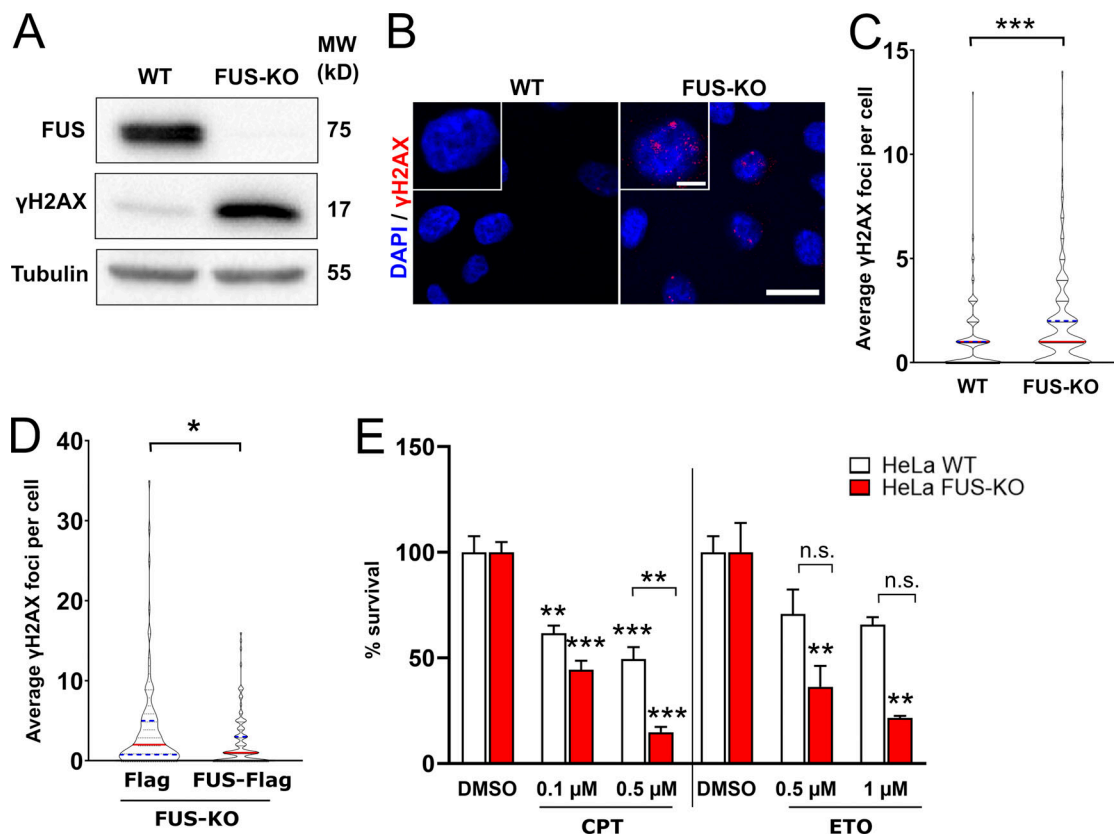 A
WT FUS-KO MW (kD)
FUS 75
γH2AX 17
Tubulin 55
B
WT FUS-KO
DAPI / γH2AX
C
***
Average γH2AX foci per cell
15
10
5
0
WT FUS-KO
D
*
Average γH2AX foci per cell
40
30
20
10
0
Flag FUS-Flag
FUS-KO
E
HeLa WT
HeLa FUS-KO
% survival
150
100
50
0
** *** *** ** *** ** n.s. ** n.s.
DMSO 0.1 μM 0.5 μM DMSO 0.5 μM 1 μM
CPT ETO